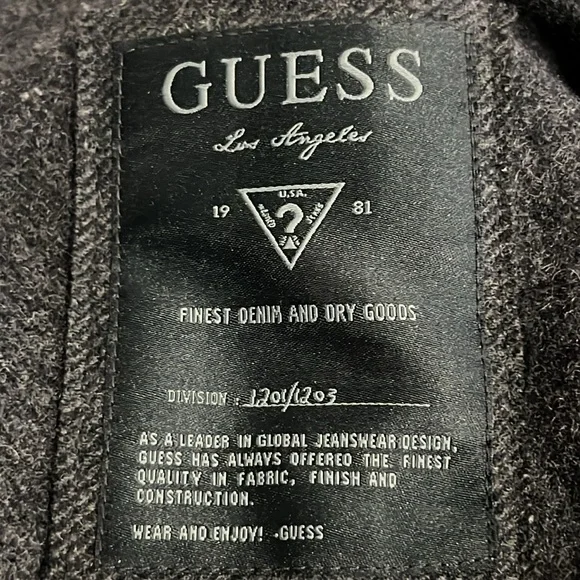 GUESS
Los Angeles
U.S.A.
19 ? 81
FINEST DENIM AND DRY GOODS
DIVISION : 1201/1203
AS A LEADER IN GLOBAL JEANSWEAR DESIGN,
GUESS HAS ALWAYS OFFERED THE FINEST
QUALITY IN FABRIC, FINISH AND
CONSTRUCTION.
WEAR AND ENJOY! -GUESS